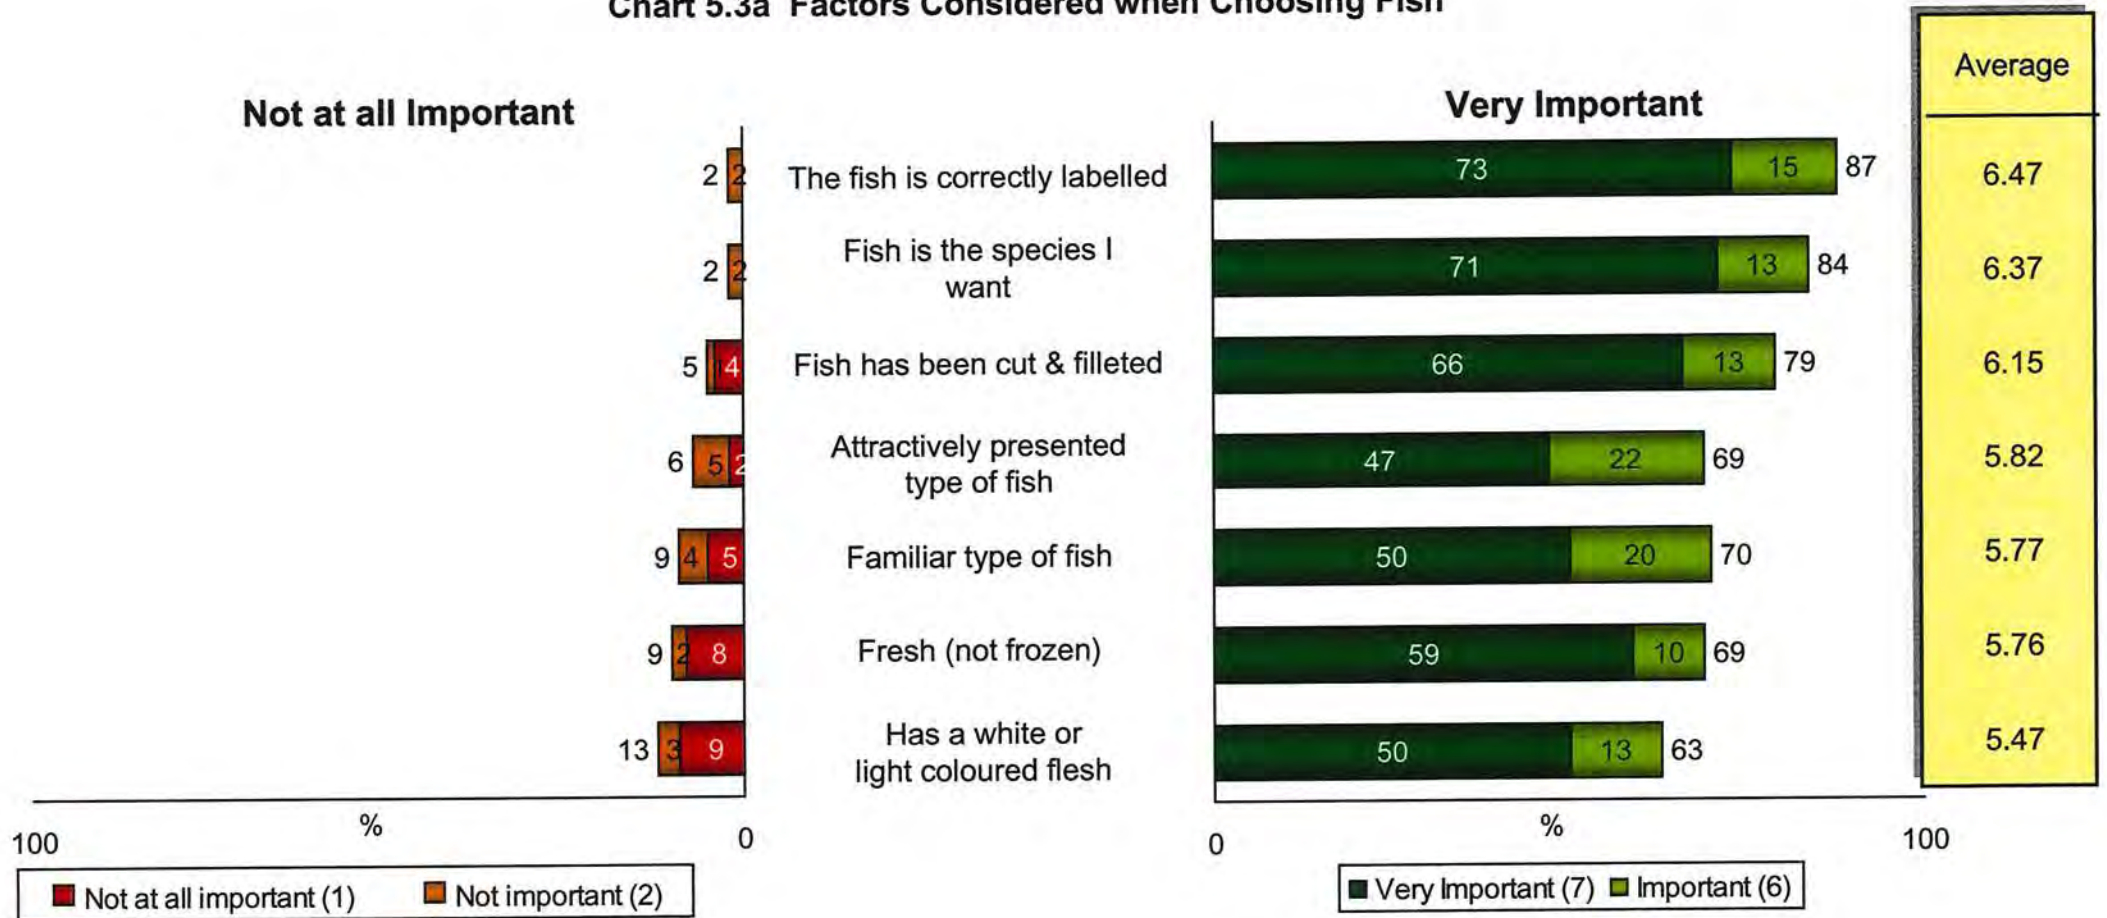 Chart 5.3a Factors Considered when Choosing Fish
Average
Not at all Important
Very Important
2 2 The fish is correctly labelled 73 15 87 6.47
2 2 Fish is the species I
want 71 13 84 6.37
5 4 Fish has been cut & filleted 66 13 79 6.15
6 5 2 Attractively presented
type of fish 47 22 69 5.82
9 4 5 Familiar type of fish 50 20 70 5.77
9 2 8 Fresh (not frozen) 59 10 69 5.76
13 3 9 Has a white or
light coloured flesh 50 13 63 5.47
100 % 0 0 % 100
Not at all important (1) Not important (2)
Very Important (7) Important (6)